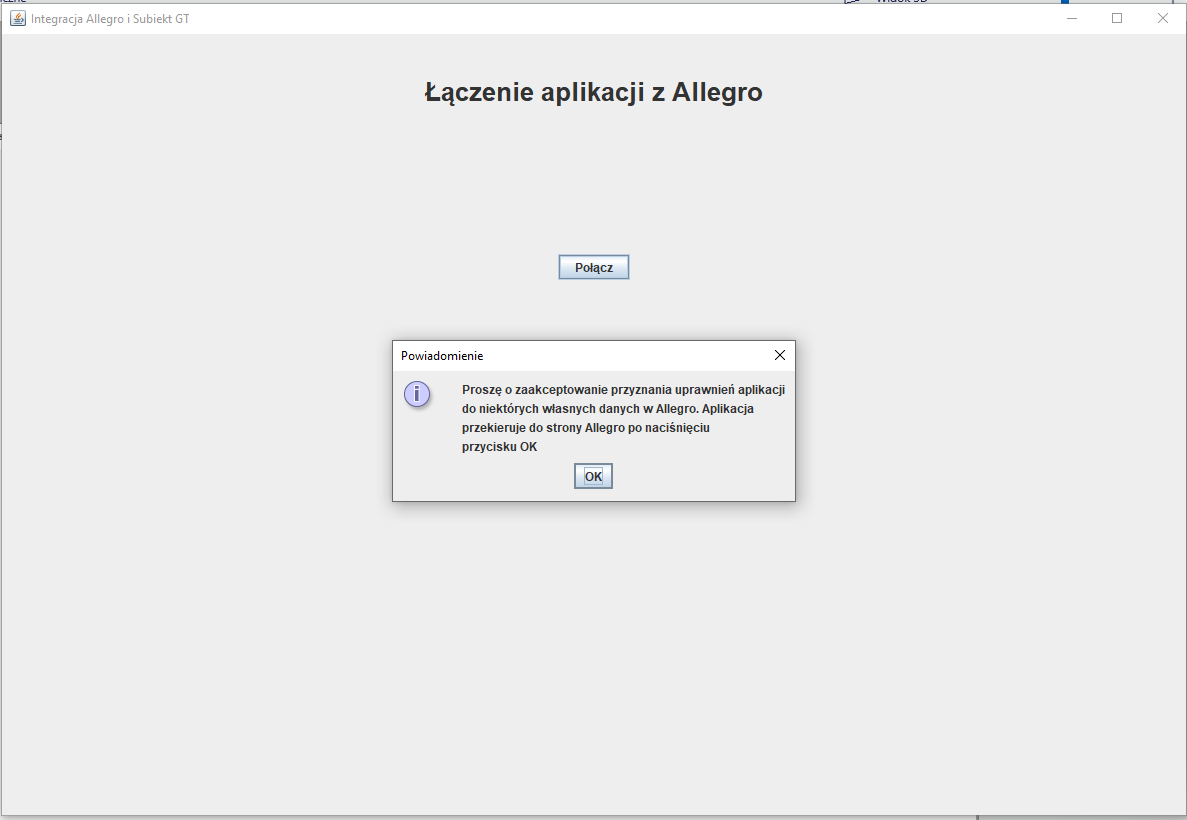 Integracja Allegro i Subiekt GT
Łączenie aplikacji z Allegro
Połącz
Powiadomienie
Proszę o zaakceptowanie przyznania uprawnień aplikacji
do niektórych własnych danych w Allegro. Aplikacja
przekieruje do strony Allegro po naciśnięciu
przycisku OK
OK